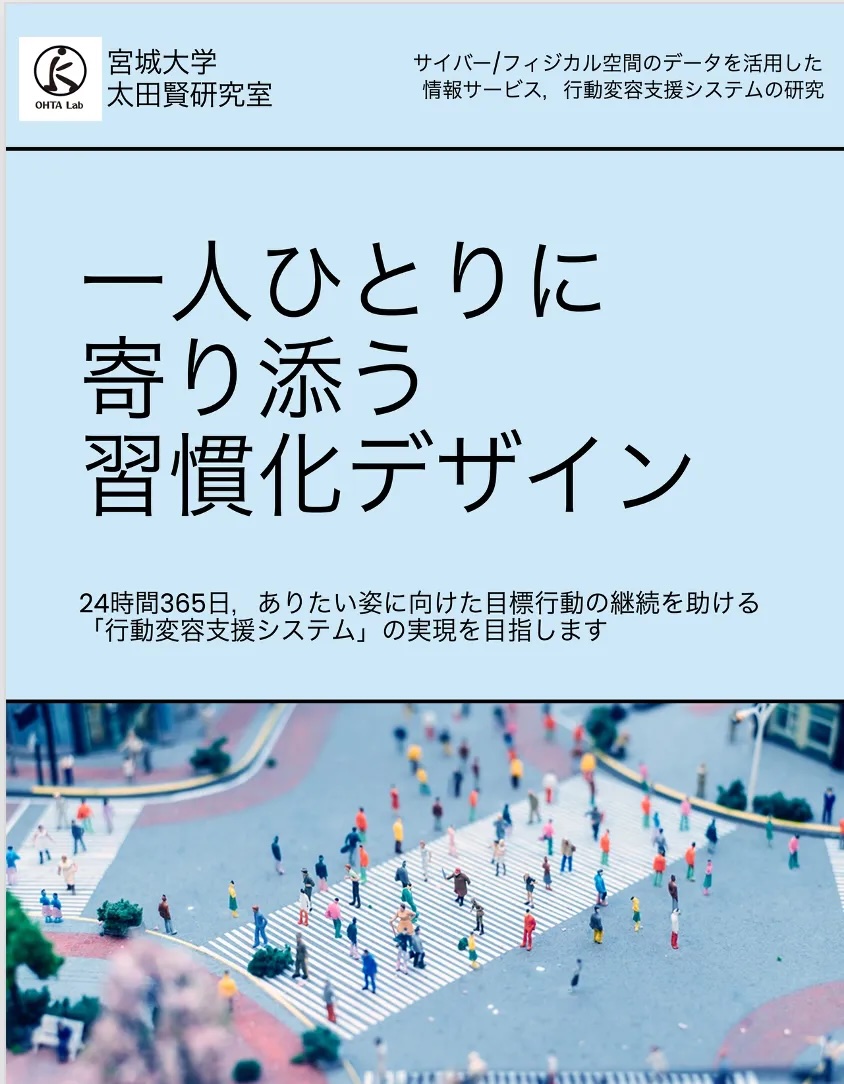 OHTA Lab
宮城大学
太田賢研究室
サイバー/フィジカル空間のデータを活用した
情報サービス，行動変容支援システムの研究
一人ひとりに
寄り添う
習慣化デザイン
24時間365日，ありたい姿に向けた目標行動の継続を助ける
「行動変容支援システム」の実現を目指します